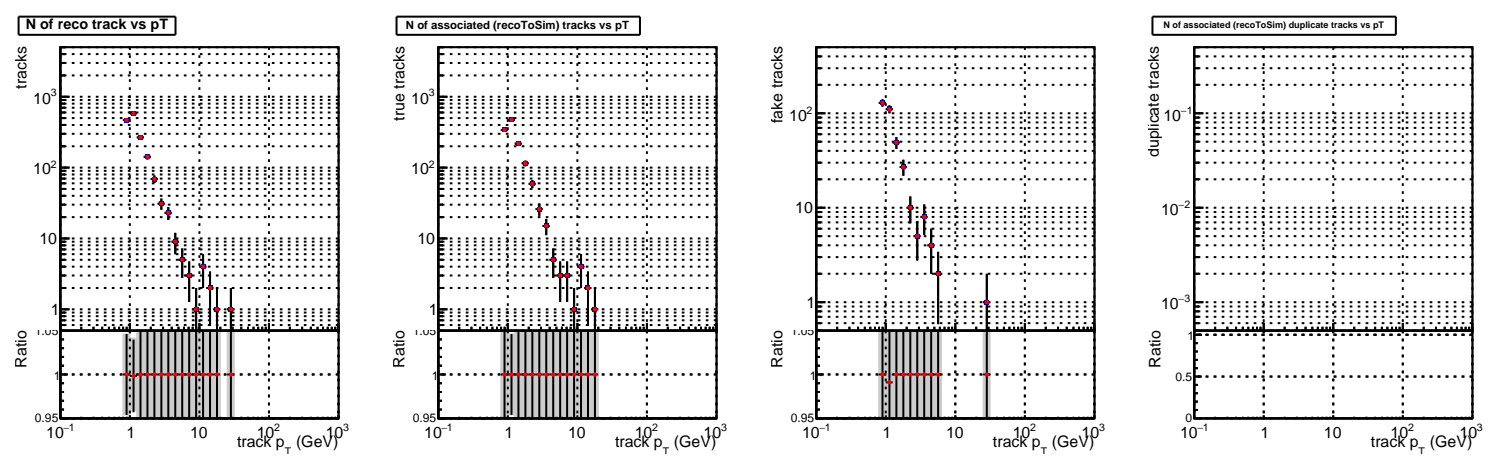 N of reco track vs pT
tracks
10³
10²
10
1
Ratio
1.05
1
0.95
10⁻¹ 1 10 10² 10³
track p_T (GeV)
N of associated (recoToSim) tracks vs pT
true tracks
10³
10²
10
1
Ratio
1.05
1
0.95
10⁻¹ 1 10 10² 10³
track p_T (GeV)
fake tracks
10²
10
1
Ratio
1.05
1
0.95
10⁻¹ 1 10 10² 10³
track p_T (GeV)
N of associated (recoToSim) duplicate tracks vs pT
duplicate tracks
10⁻¹
10⁻²
10⁻³
Ratio
1
0.5
0
10⁻¹ 1 10 10² 10³
track p_T (GeV)